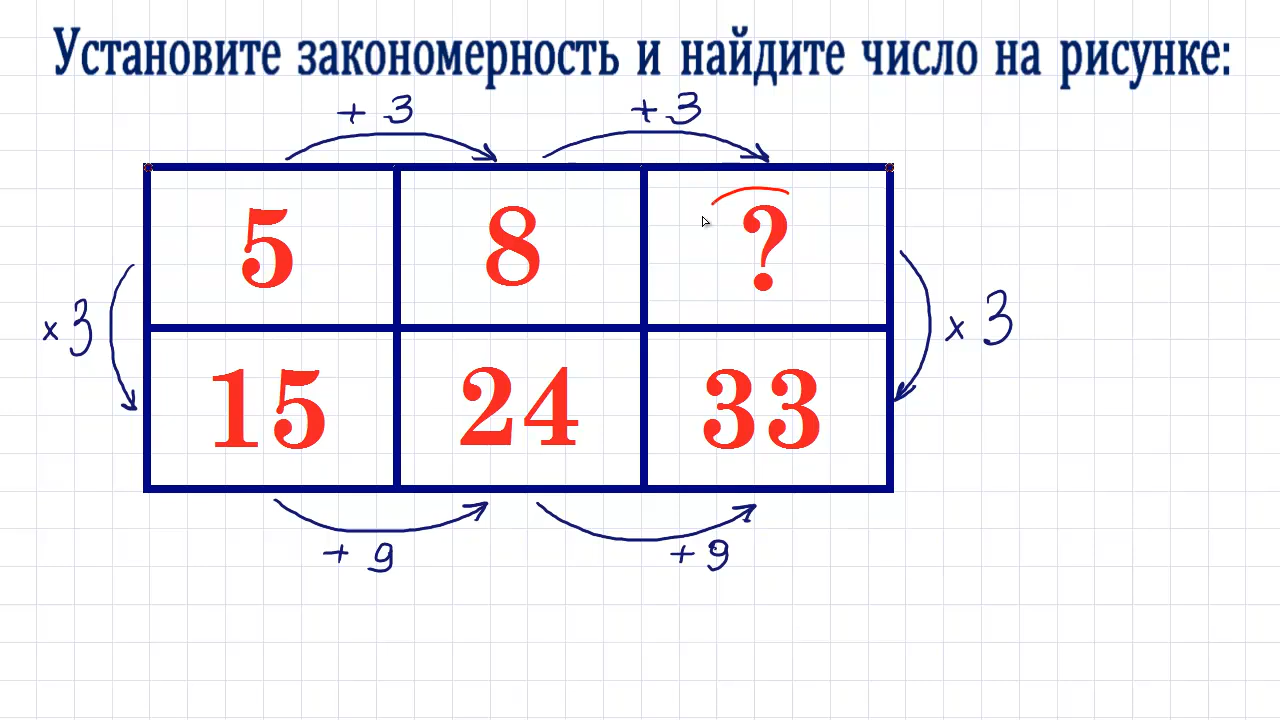 Установите закономерность и найдите число на рисунке:
+ 3 + 3
5 8 ?
× 3 × 3
15 24 33
+ 9 + 9